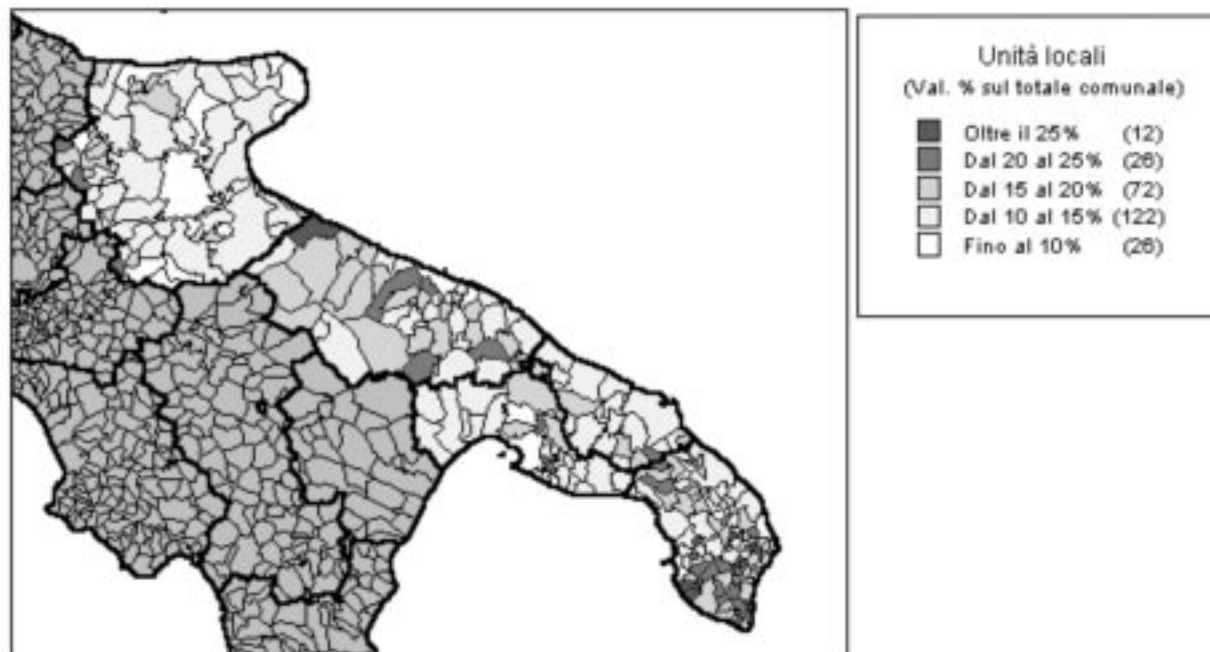 Unità locali
(Val. % sul totale comunale)
Oltre il 25% (12)
Dal 20 al 25% (26)
Dal 15 al 20% (72)
Dal 10 al 15% (122)
Fino al 10% (26)